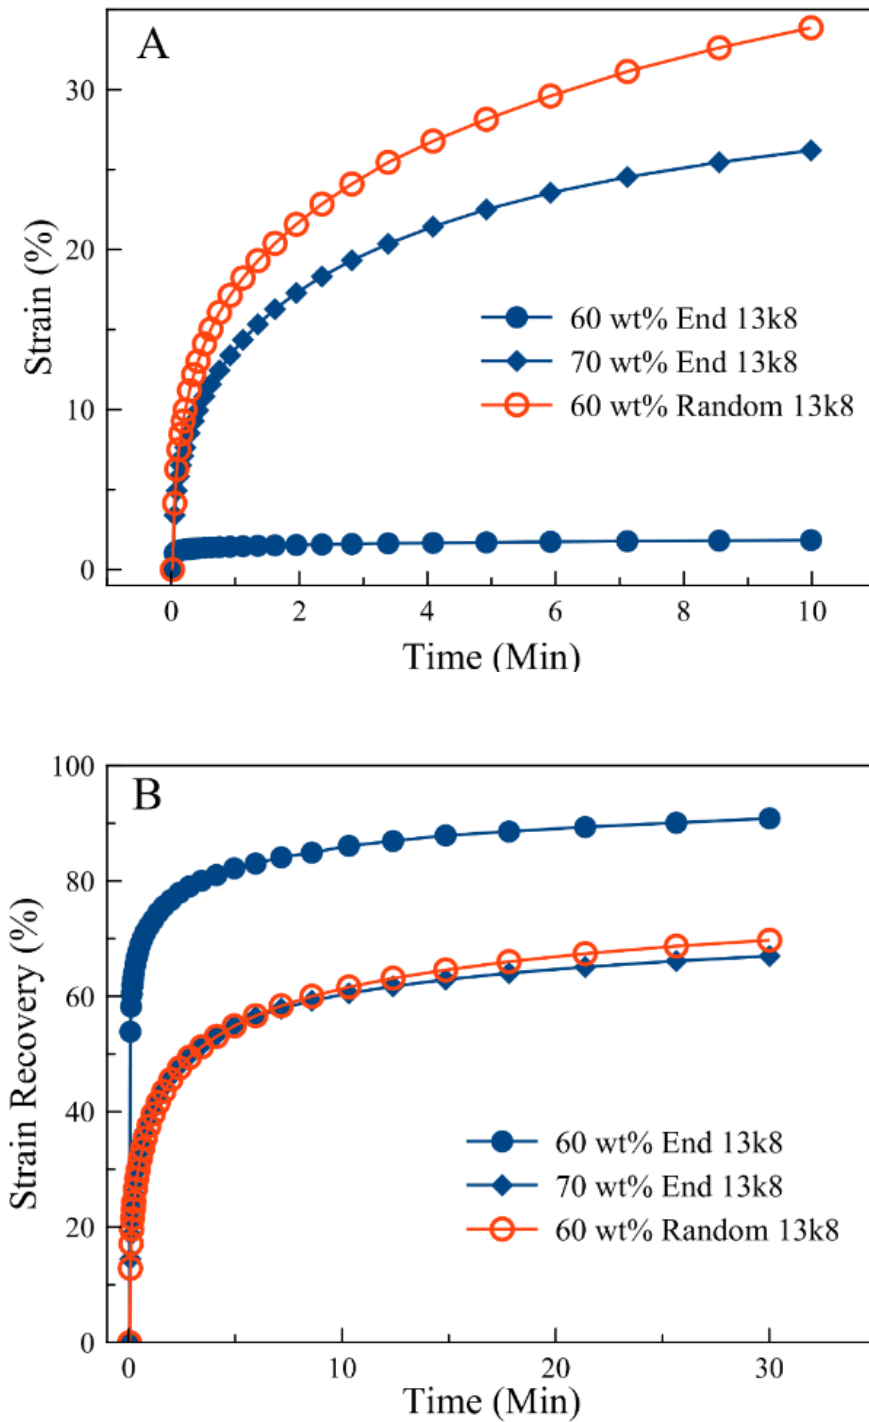 A
30
20
10
0
Strain (%)
60 wt% End 13k8
70 wt% End 13k8
60 wt% Random 13k8
0 2 4 6 8 10
Time (Min)
B
100
80
60
40
20
0
Strain Recovery (%)
60 wt% End 13k8
70 wt% End 13k8
60 wt% Random 13k8
0 10 20 30
Time (Min)